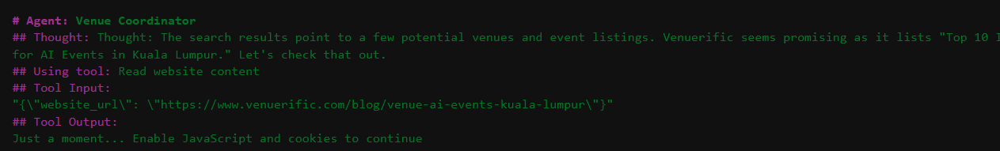 # Agent: Venue Coordinator
## Thought: Thought: The search results point to a few potential venues and event listings. Venuerific seems promising as it lists "Top 10
for AI Events in Kuala Lumpur." Let's check that out.
## Using tool: Read website content
## Tool Input:
"{\"website_url\": \"https://www.venuerific.com/blog/venue-ai-events-kuala-lumpur\"}"
## Tool Output:
Just a moment... Enable JavaScript and cookies to continue